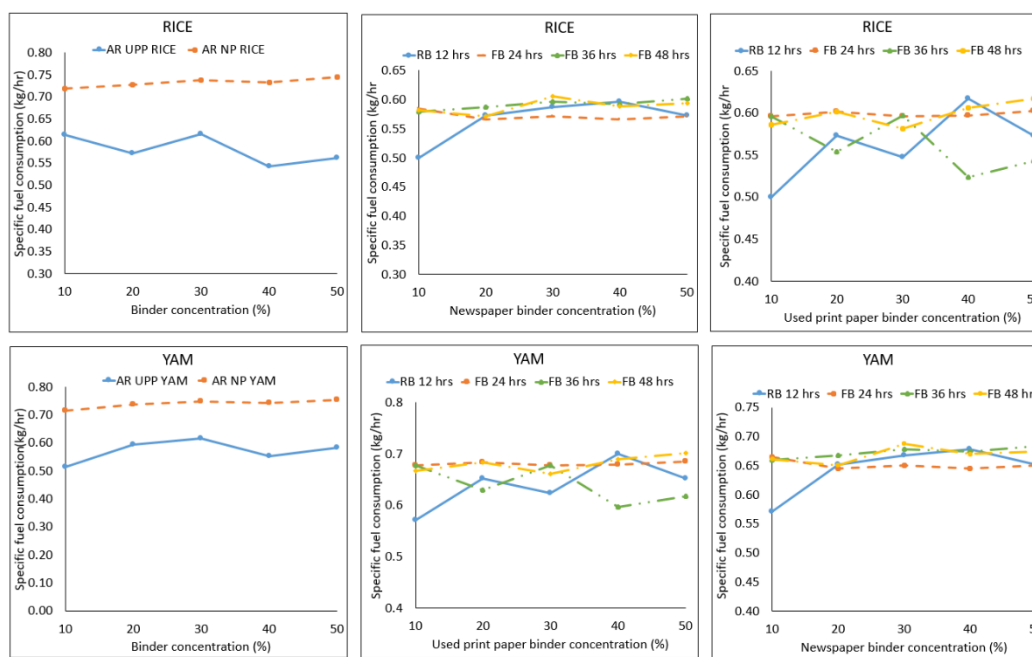 RICE
AR UPP RICE AR NP RICE
Specific fuel consumption (kg/hr)
0.80
0.75
0.70
0.65
0.60
0.55
0.50
0.45
0.40
0.35
0.30
10 20 30 40 50
Binder concentration (%)
RICE
RB 12 hrs FB 24 hrs FB 36 hrs FB 48 hrs
Specific fuel consumption (kg/hr)
0.65
0.60
0.55
0.50
0.45
0.40
0.35
0.30
10 20 30 40 50
Newspaper binder concentration (%)
RICE
RB 12 hrs FB 24 hrs FB 36 hrs FB 48 hrs
Specific fuel consumption (kg/hr)
0.65
0.60
0.55
0.50
0.45
0.40
10 20 30 40
Used print paper binder concentration (%)
YAM
AR UPP YAM AR NP YAM
Specific fuel consumption(kg/hr)
0.80
0.70
0.60
0.50
0.40
0.30
0.20
0.10
0.00
10 20 30 40 50
Binder concentration (%)
YAM
RB 12 hrs FB 24 hrs FB 36 hrs FB 48 hrs
Specific fuel consumption (kg/hr)
0.8
0.7
0.6
0.5
0.4
10 20 30 40 50
Used print paper binder concentration (%)
YAM
RB 12 hrs FB 24 hrs FB 36 hrs FB 48 hrs
Specific fuel consumption (kg/hr)
0.75
0.70
0.65
0.60
0.55
0.50
0.45
0.40
10 20 30 40
Newspaper binder concentration (%)